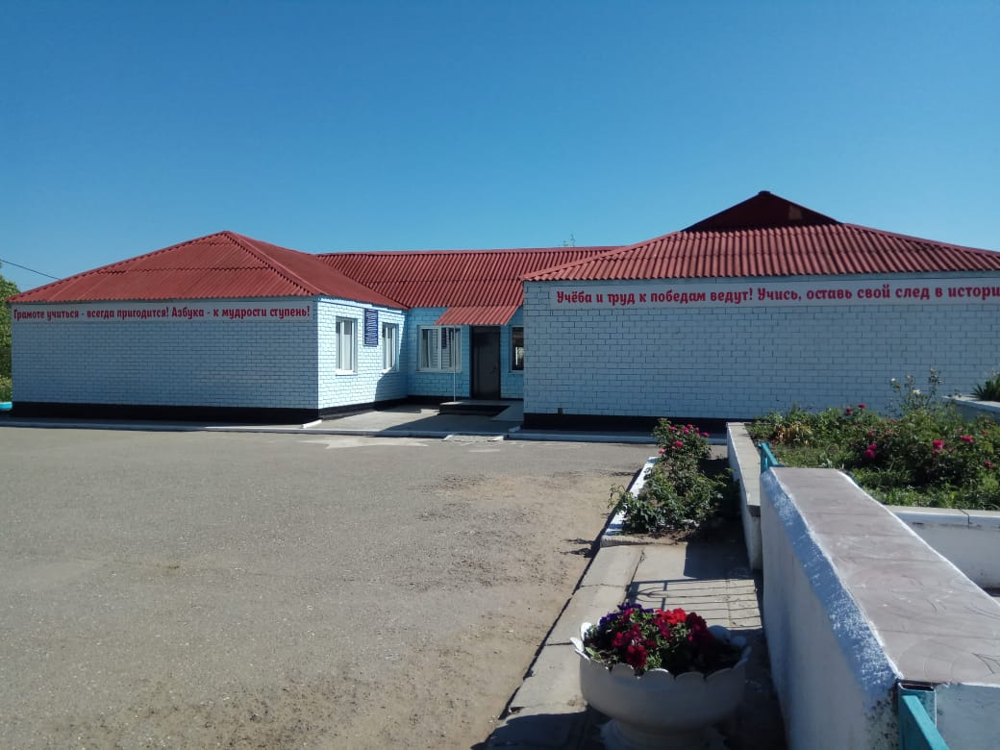 Грамоте учиться - всегда пригодится! Азбука - к мудрости ступень!
Учёба и труд к победам ведут! Учись, оставь свой след в истори